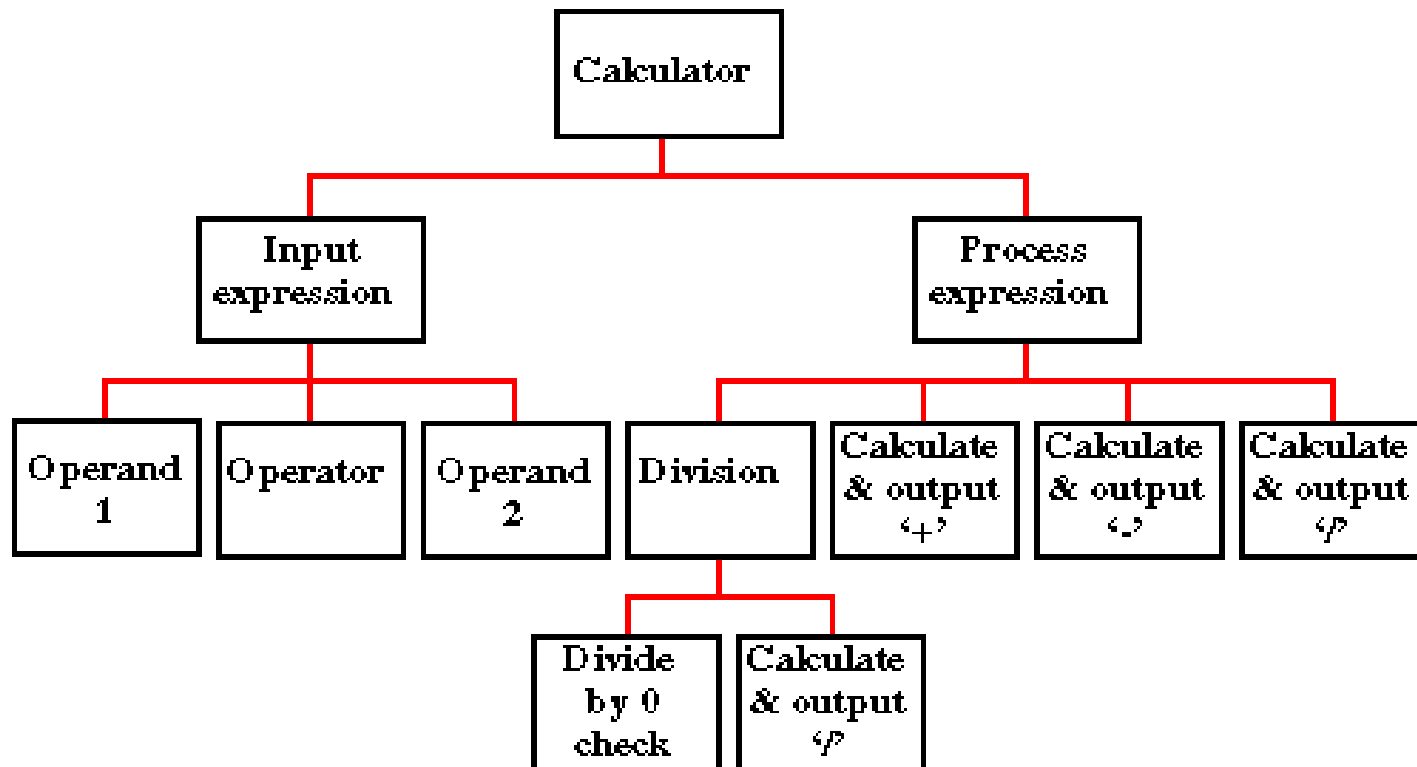 Calculator
Input
expression
Process
expression
Operand
1
Operator
Operand
2
Division
Calculate
& output
‘+’
Calculate
& output
‘-’
Calculate
& output
‘/’
Divide
by 0
check
Calculate
& output
‘/’